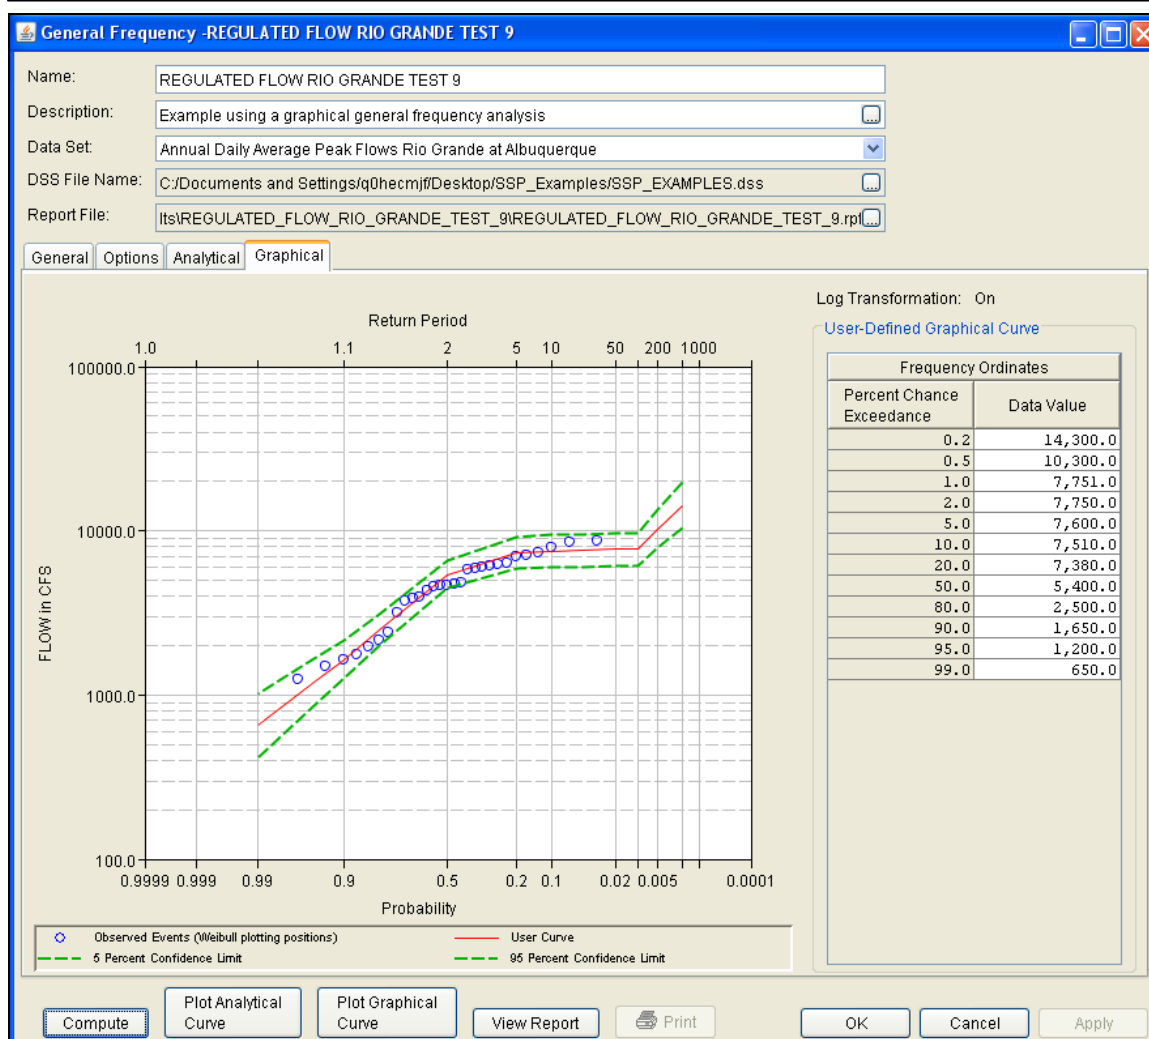 General Frequency -REGULATED FLOW RIO GRANDE TEST 9
Name: REGULATED FLOW RIO GRANDE TEST 9
Description: Example using a graphical general frequency analysis ...
Data Set: Annual Daily Average Peak Flows Rio Grande at Albuquerque
DSS File Name: C:/Documents and Settings/q0hecmjf/Desktop/SSP_Examples/SSP_EXAMPLES.dss ...
Report File: lts\REGULATED_FLOW_RIO_GRANDE_TEST_9\REGULATED_FLOW_RIO_GRANDE_TEST_9.rpt ...
General Options Analytical Graphical
Return Period
1.0 1.1 2 5 10 50 200 1000
100000.0
10000.0
1000.0
100.0
FLOW in CFS
0.9999 0.999 0.99 0.9 0.5 0.2 0.1 0.02 0.005 0.0001
Probability
Observed Events (Weibull plotting positions) User Curve
5 Percent Confidence Limit 95 Percent Confidence Limit
Log Transformation: On
User-Defined Graphical Curve
Frequency Ordinates
Percent Chance Exceedance Data Value
0.2 14,300.0
0.5 10,300.0
1.0 7,751.0
2.0 7,750.0
5.0 7,600.0
10.0 7,510.0
20.0 7,380.0
50.0 5,400.0
80.0 2,500.0
90.0 1,650.0
95.0 1,200.0
99.0 650.0
Compute Plot Analytical Curve Plot Graphical Curve View Report Print OK Cancel Apply